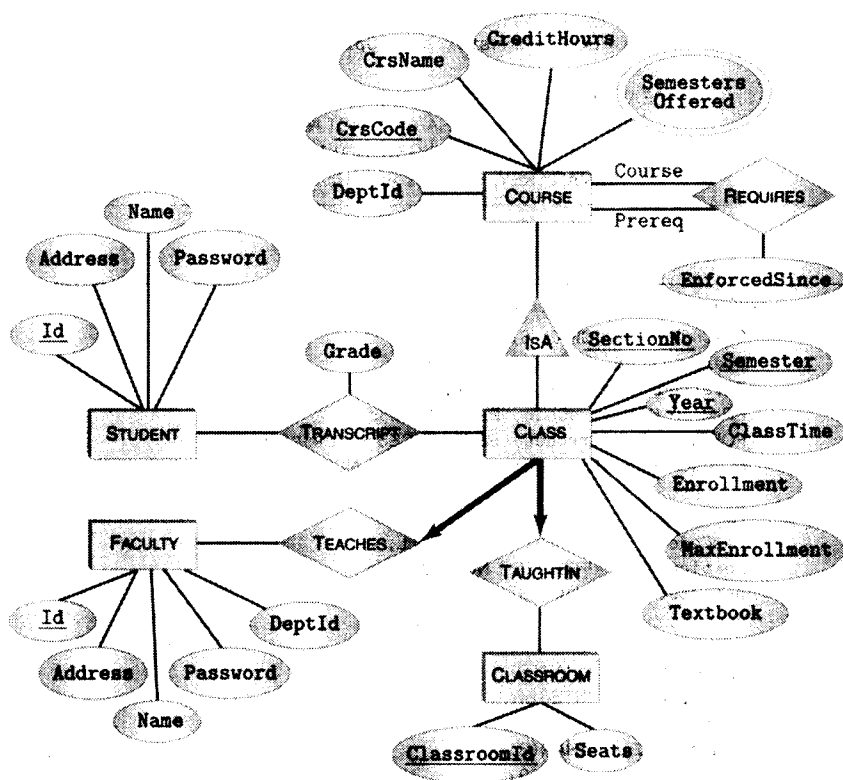 CreditHours
CrsName
Semesters
Offered
CrsCode
DeptId
COURSE
Course
Prereq
REQUIRES
EnforcedSince
Name
Address
Password
Id
STUDENT
Grade
TRANSCRIPT
ISA
CLASS
SectionNo
Semester
Year
ClassTime
Enrollment
MaxEnrollment
Textbook
FACULTY
TEACHES
TAUGHTIN
Id
Address
Name
Password
DeptId
CLASSROOM
ClassroomId
Seats